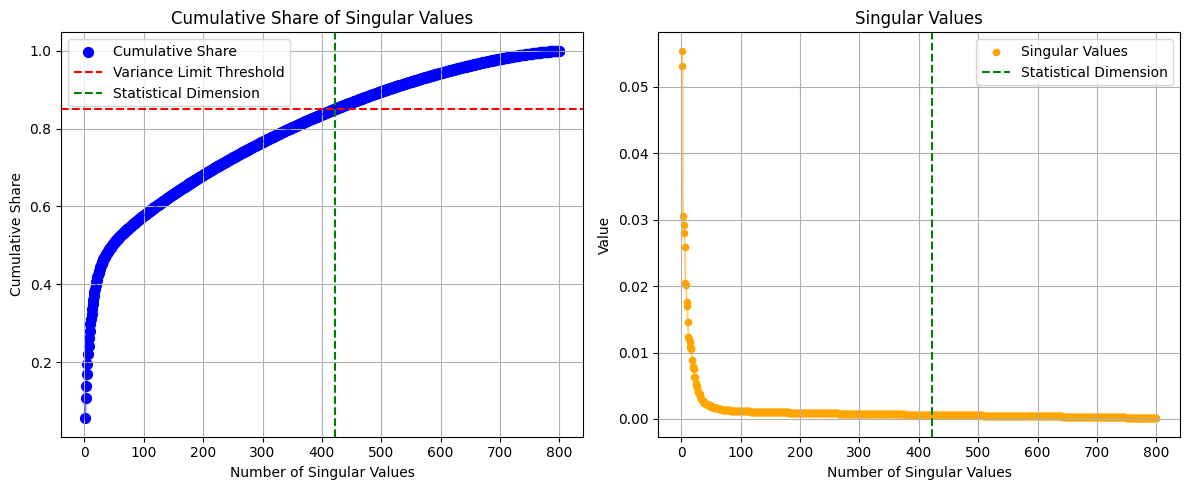 Cumulative Share of Singular Values
Cumulative Share
Variance Limit Threshold
Statistical Dimension
1.0
0.8
0.6
0.4
0.2
Cumulative Share
0 100 200 300 400 500 600 700 800
Number of Singular Values
Singular Values
Singular Values
Statistical Dimension
0.05
0.04
0.03
0.02
0.01
0.00
Value
0 100 200 300 400 500 600 700 800
Number of Singular Values